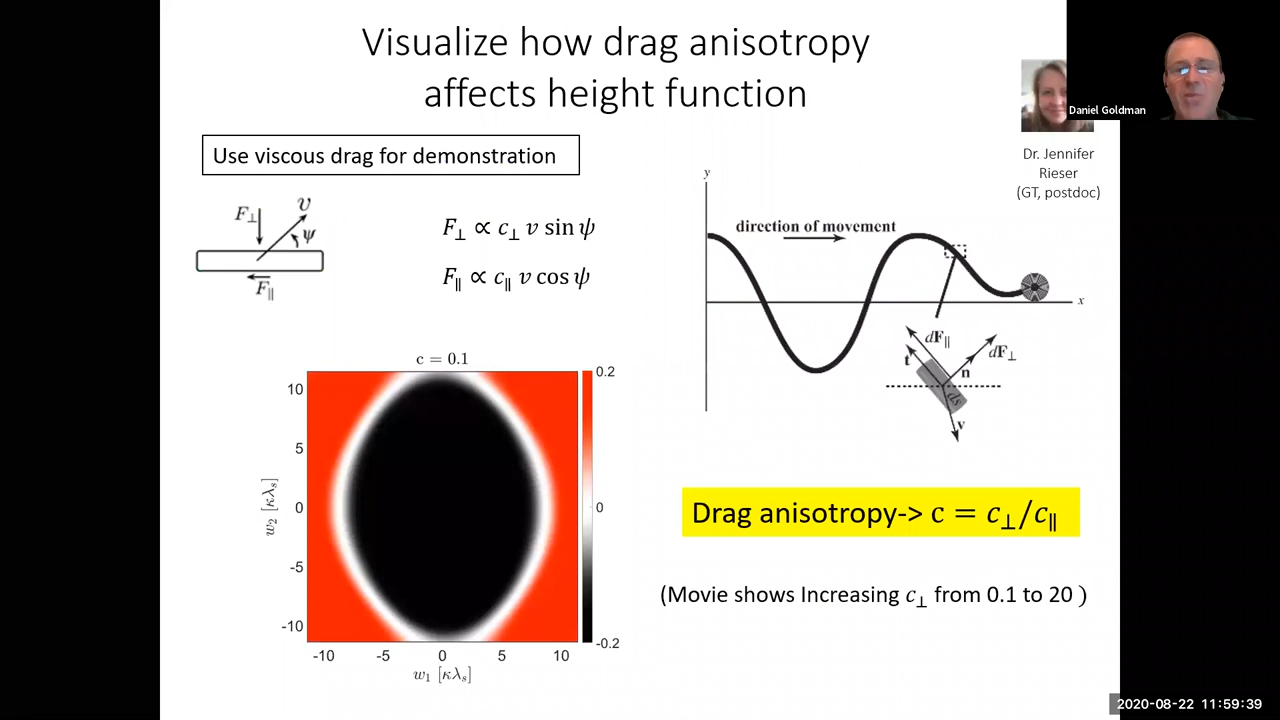 Visualize how drag anisotropy
affects height function
Daniel Goldman
Use viscous drag for demonstration
Dr. Jennifer
Rieser
(GT, postdoc)
F⊥
υ
ψ
F∥
F⊥ ∝ c⊥ v sin ψ
F∥ ∝ c∥ v cos ψ
y
direction of movement
x
dF∥
dF⊥
t
n
ds
v
c = 0.1
10
5
0
-5
-10
w₂ [κλₛ]
0.2
0
-0.2
-10
-5
0
5
10
w₁ [κλₛ]
Drag anisotropy-> c = c⊥/c∥
(Movie shows Increasing c⊥ from 0.1 to 20 )
2020-08-22 11:59:39